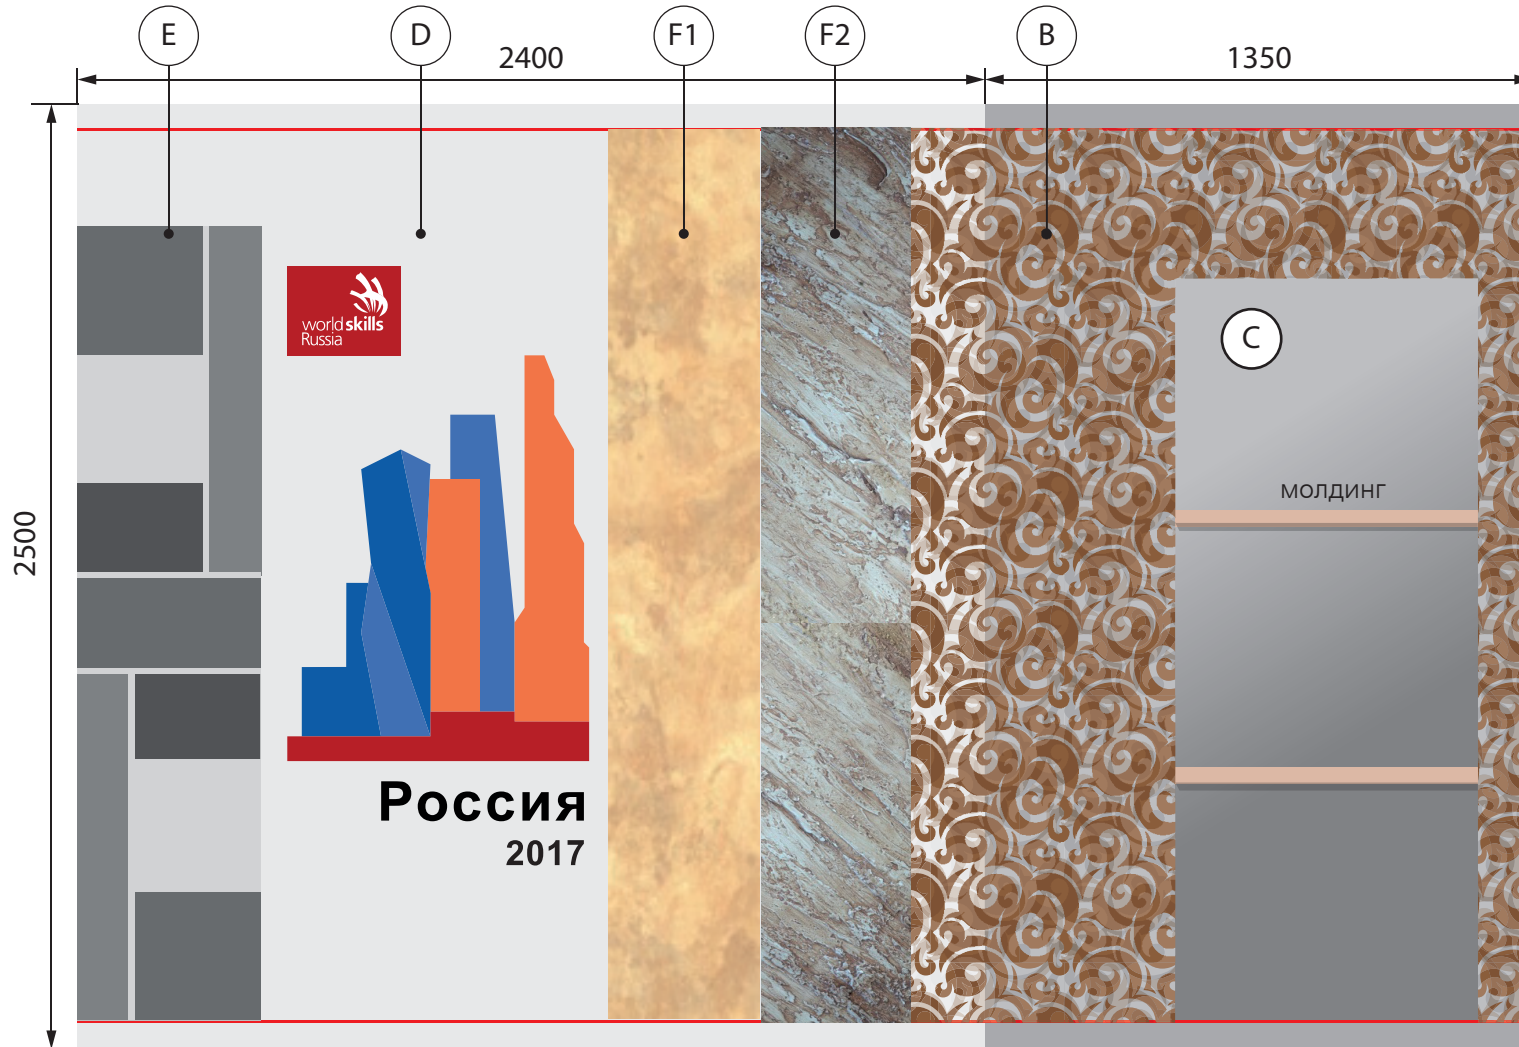 E
D
F1
F2
B
2400
1350
2500
world skills
Russia
C
молдинг
Россия
2017